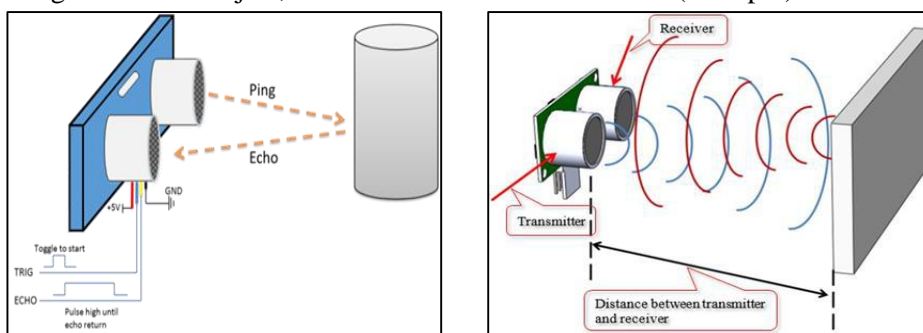 Ping
Echo
+5V
GND
Toggle to start
TRIG
ECHO
Pulse high until
echo return
Receiver
Transmitter
Distance between transmitter
and receiver